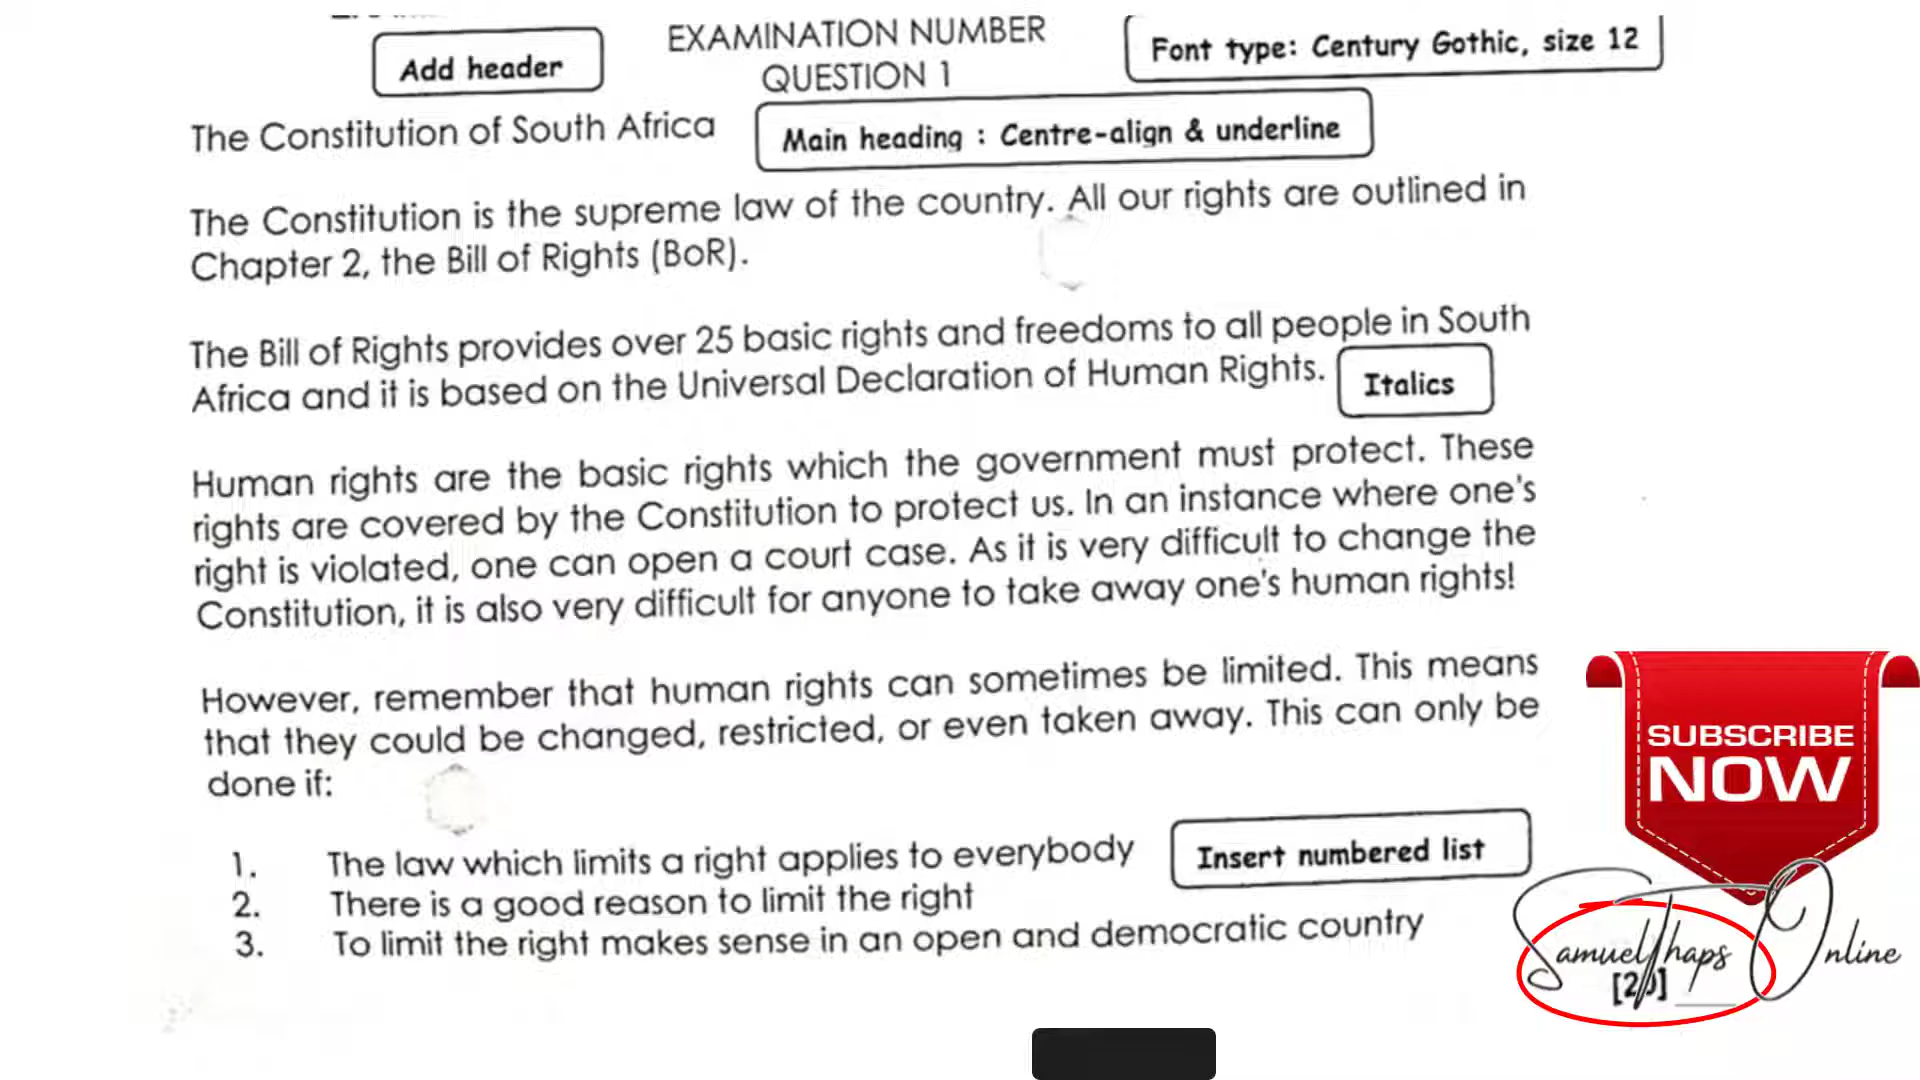 EXAMINATION NUMBER
Add header
QUESTION 1
Font type: Century Gothic, size 12
The Constitution of South Africa
Main heading : Centre-align & underline
The Constitution is the supreme law of the country. All our rights are outlined in
Chapter 2, the Bill of Rights (BoR).
The Bill of Rights provides over 25 basic rights and freedoms to all people in South
Africa and it is based on the Universal Declaration of Human Rights.
Italics
Human rights are the basic rights which the government must protect. These
rights are covered by the Constitution to protect us. In an instance where one's
right is violated, one can open a court case. As it is very difficult to change the
Constitution, it is also very difficult for anyone to take away one's human rights!
However, remember that human rights can sometimes be limited. This means
that they could be changed, restricted, or even taken away. This can only be
done if:
1. The law which limits a right applies to everybody
Insert numbered list
2. There is a good reason to limit the right
3. To limit the right makes sense in an open and democratic country
SUBSCRIBE
NOW
SamuelThaps Online